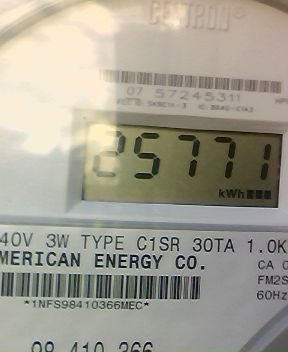 CENTRON®
07 57245311
25771
kWh
40V 3W TYPE C1SR 30TA 1.0K
MERICAN ENERGY CO.
CA 0
FM2S
60Hz
*1NFS98410366MEC*
98 410 366